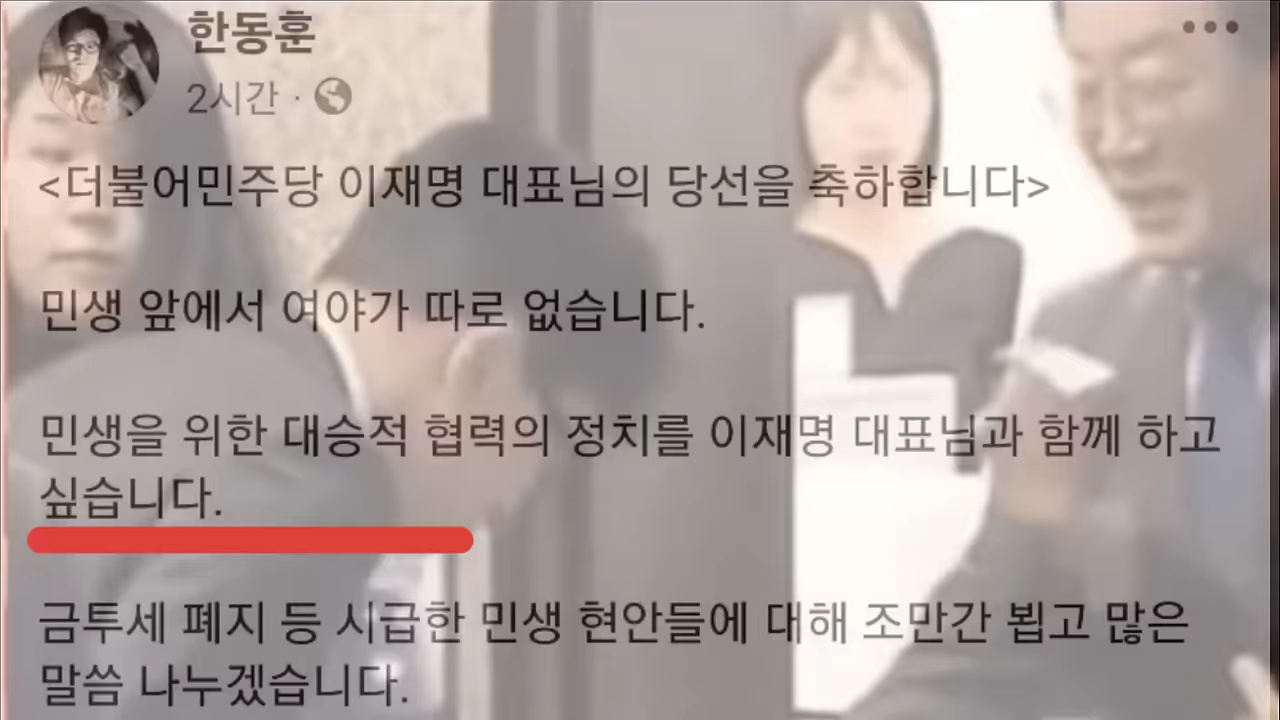 한동훈
2시간 ·
<더불어민주당 이재명 대표님의 당선을 축하합니다>
민생 앞에서 여야가 따로 없습니다.
민생을 위한 대승적 협력의 정치를 이재명 대표님과 함께 하고
싶습니다.
금투세 폐지 등 시급한 민생 현안들에 대해 조만간 뵙고 많은
말씀 나누겠습니다.